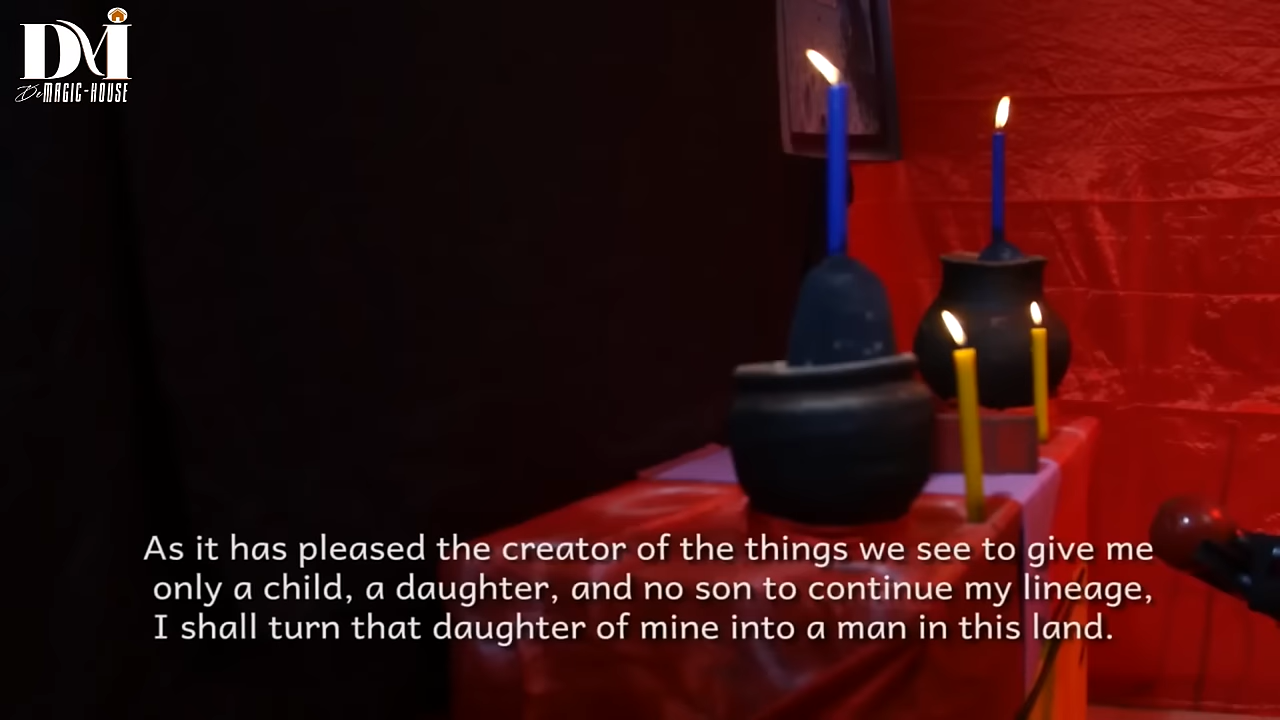 DMH
De MAGIC-HOUSE
As it has pleased the creator of the things we see to give me
only a child, a daughter, and no son to continue my lineage,
I shall turn that daughter of mine into a man in this land.